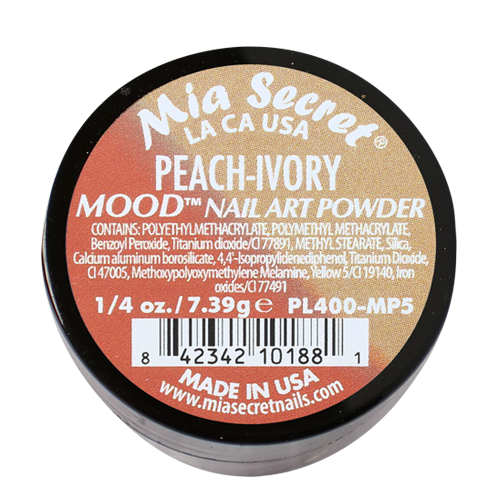 Mia Secret®
LA CA USA
PEACH-IVORY
MOOD™ NAIL ART POWDER
CONTAINS: POLYETHYLMETHACRYLATE, POLYMETHYL METHACRYLATE,
Benzoyl Peroxide, Titanium dioxide/CI 77891, METHYL STEARATE, Silica,
Calcium aluminum borosilicate, 4,4'-Isopropylidenediphenol, Titanium Dioxide,
CI 47005, Methoxypolyoxymethylene Melamine, Yellow 5/CI 19140, Iron
oxides/CI 77491
1/4 oz. / 7.39g e PL400-MP5
8 42342 10188 1
MADE IN USA
www.miasecretnails.com